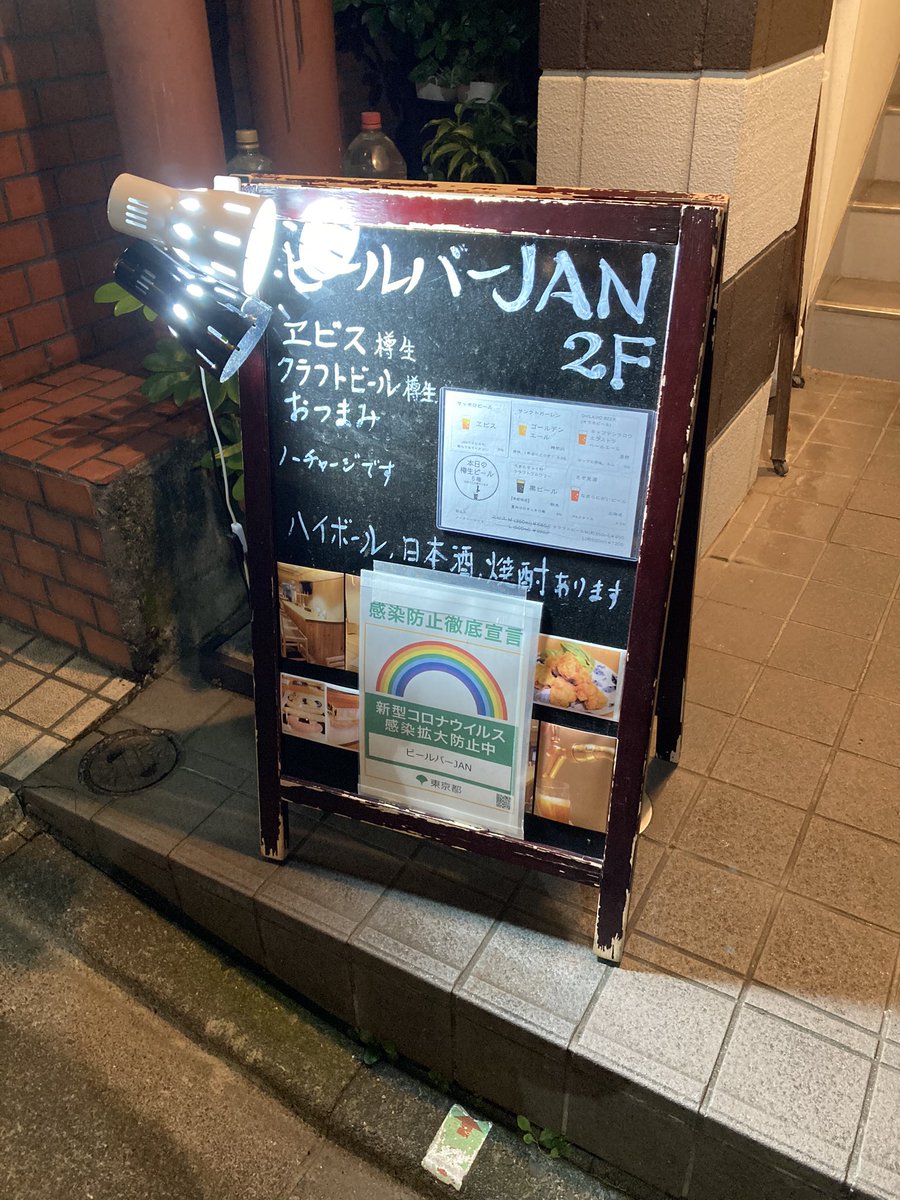 ビールバーJAN
2F
ヱビス 樽生
クラフトビール 樽生
おつまみ
ノーチャージです
サッポロビール
ヱビス
サンクトガーレン
ゴールデン
エール
本日の
樽生ビール
5種
黒ビール
ハイボール,日本酒,焼酎あります
感染防止徹底宣言
新型コロナウイルス
感染拡大防止中
ビールバーJAN
東京都